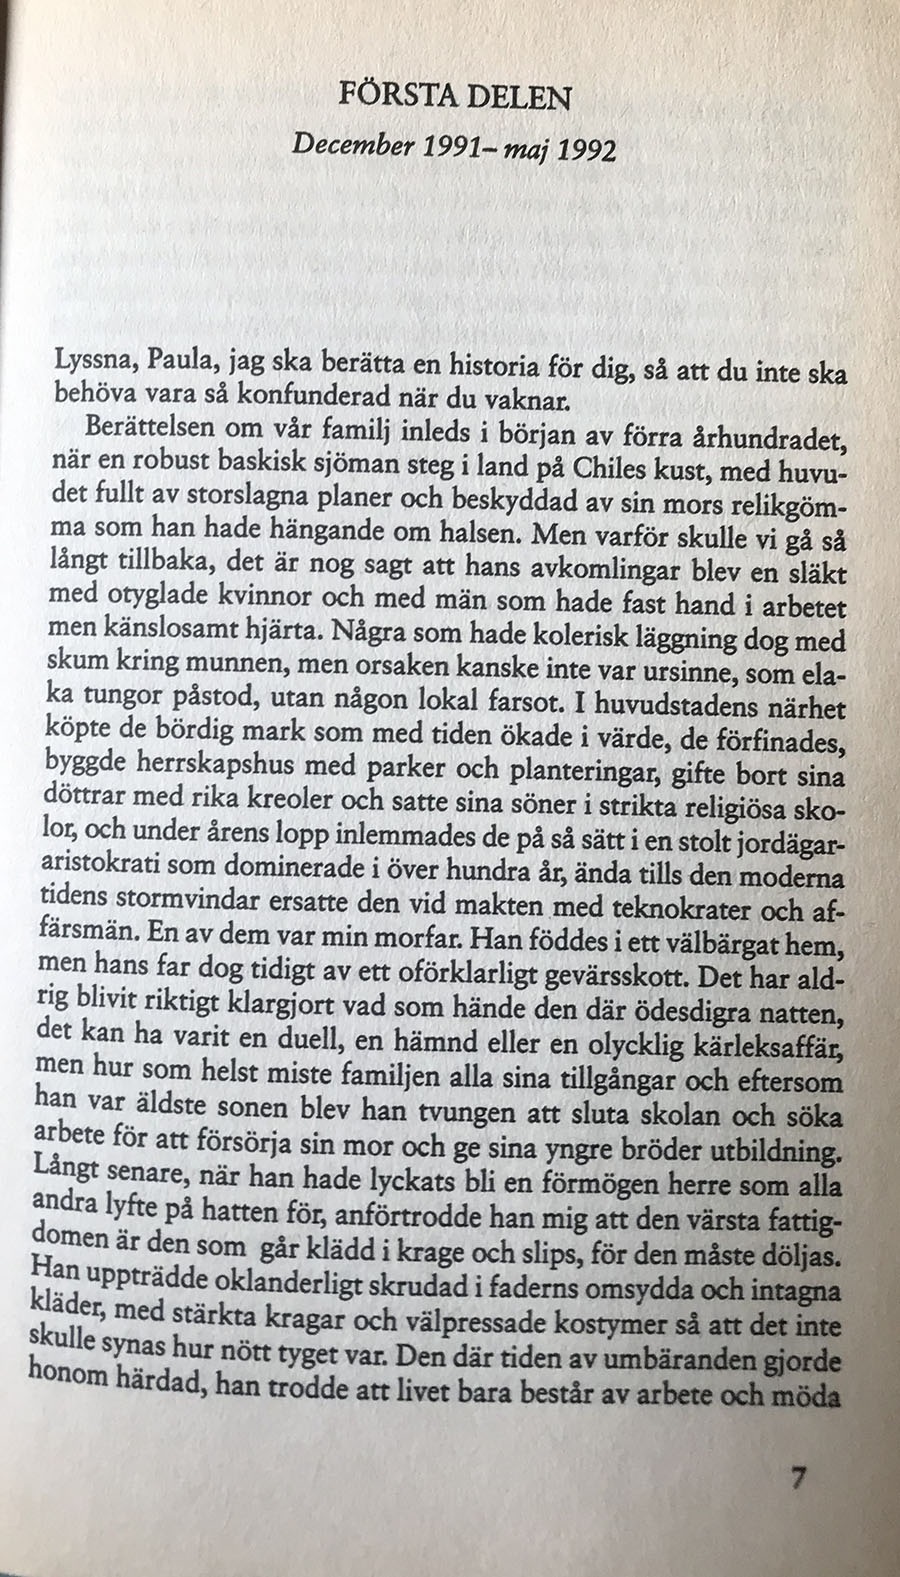 FÖRSTA DELEN
December 1991– maj 1992
Lyssna, Paula, jag ska berätta en historia för dig, så att du inte ska
behöva vara så konfunderad när du vaknar.
Berättelsen om vår familj inleds i början av förra århundradet,
när en robust baskisk sjöman steg i land på Chiles kust, med huvu-
det fullt av storslagna planer och beskyddad av sin mors relikgöm-
ma som han hade hängande om halsen. Men varför skulle vi gå så
långt tillbaka, det är nog sagt att hans avkomlingar blev en släkt
med otyglade kvinnor och med män som hade fast hand i arbetet
men känslosamt hjärta. Några som hade kolerisk läggning dog med
skum kring munnen, men orsaken kanske inte var ursinne, som ela-
ka tungor påstod, utan någon lokal farsot. I huvudstadens närhet
köpte de bördig mark som med tiden ökade i värde, de förfinades,
byggde herrskapshus med parker och planteringar, gifte bort sina
döttrar med rika kreoler och satte sina söner i strikta religiösa sko-
lor, och under årens lopp inlemmades de på så sätt i en stolt jordägar-
aristokrati som dominerade i över hundra år, ända tills den moderna
tidens stormvindar ersatte den vid makten med teknokrater och af-
färsmän. En av dem var min morfar. Han föddes i ett välbärgat hem,
men hans far dog tidigt av ett oförklarligt gevärsskott. Det har ald-
rig blivit riktigt klargjort vad som hände den där ödesdigra natten,
det kan ha varit en duell, en hämnd eller en olycklig kärleksaffär,
men hur som helst miste familjen alla sina tillgångar och eftersom
han var äldste sonen blev han tvungen att sluta skolan och söka
arbete för att försörja sin mor och ge sina yngre bröder utbildning.
Långt senare, när han hade lyckats bli en förmögen herre som alla
andra lyfte på hatten för, anförtrodde han mig att den värsta fattig-
domen är den som går klädd i krage och slips, för den måste döljas.
Han uppträdde oklanderligt skrudad i faderns omsydda och intagna
kläder, med stärkta kragar och välpressade kostymer så att det inte
skulle synas hur nött tyget var. Den där tiden av umbäranden gjorde
honom härdad, han trodde att livet bara består av arbete och möda
7